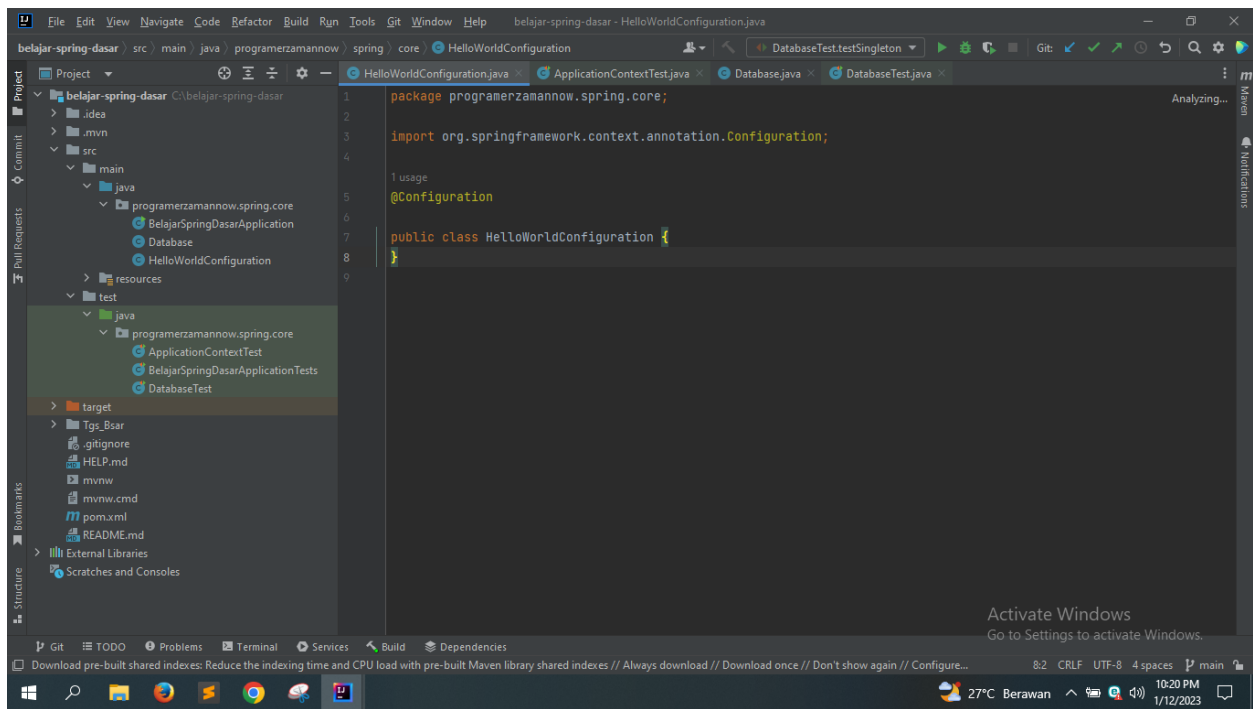 File Edit View Navigate Code Refactor Build Run Tools Git Window Help belajar-spring-dasar - HelloWorldConfiguration.java
belajar-spring-dasar src main java programerzamannow spring core HelloWorldConfiguration DatabaseTest.testSingleton Git:
Project
HelloWorldConfiguration.java ApplicationContextTest.java Database.java DatabaseTest.java
belajar-spring-dasar C:\belajar-spring-dasar
.idea
.mvn
src
main
java
programerzamannow.spring.core
BelajarSpringDasarApplication
Database
HelloWorldConfiguration
resources
test
java
programerzamannow.spring.core
ApplicationContextTest
BelajarSpringDasarApplicationTests
DatabaseTest
target
Tgs_Bsar
.gitignore
HELP.md
mvnw
mvnw.cmd
pom.xml
README.md
External Libraries
Scratches and Consoles
1 package programerzamannow.spring.core;
2
3 import org.springframework.context.annotation.Configuration;
4
1 usage
5 @Configuration
6
7 public class HelloWorldConfiguration {
8 }
9
Analyzing...
Project
Commit
Pull Requests
Bookmarks
Structure
Maven
Notifications
Activate Windows
Go to Settings to activate Windows.
Git TODO Problems Terminal Services Build Dependencies
Download pre-built shared indexes: Reduce the indexing time and CPU load with pre-built Maven library shared indexes // Always download // Download once // Don't show again // Configure... 8:2 CRLF UTF-8 4 spaces main
27°C Berawan 10:20 PM
1/12/2023